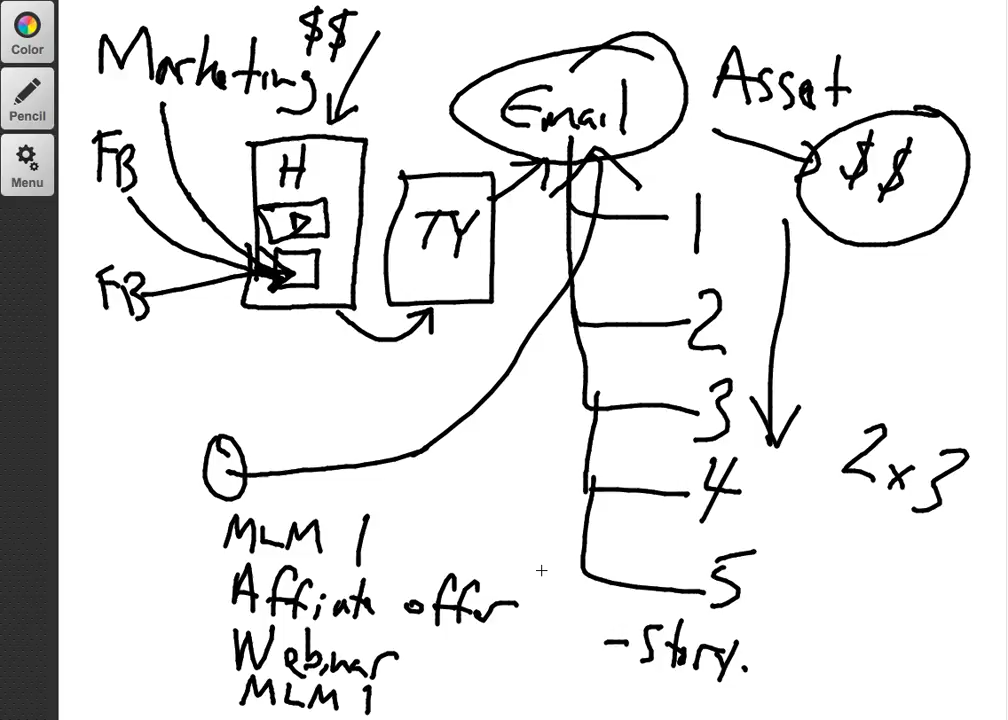 Color
Pencil
Menu
Marketing
$$
FB
FB
H
TY
Email
Asset
$$
1
2
3
4
5
- Story.
2x3
MLM 1
Affiate offer
Webinar
MLM 1